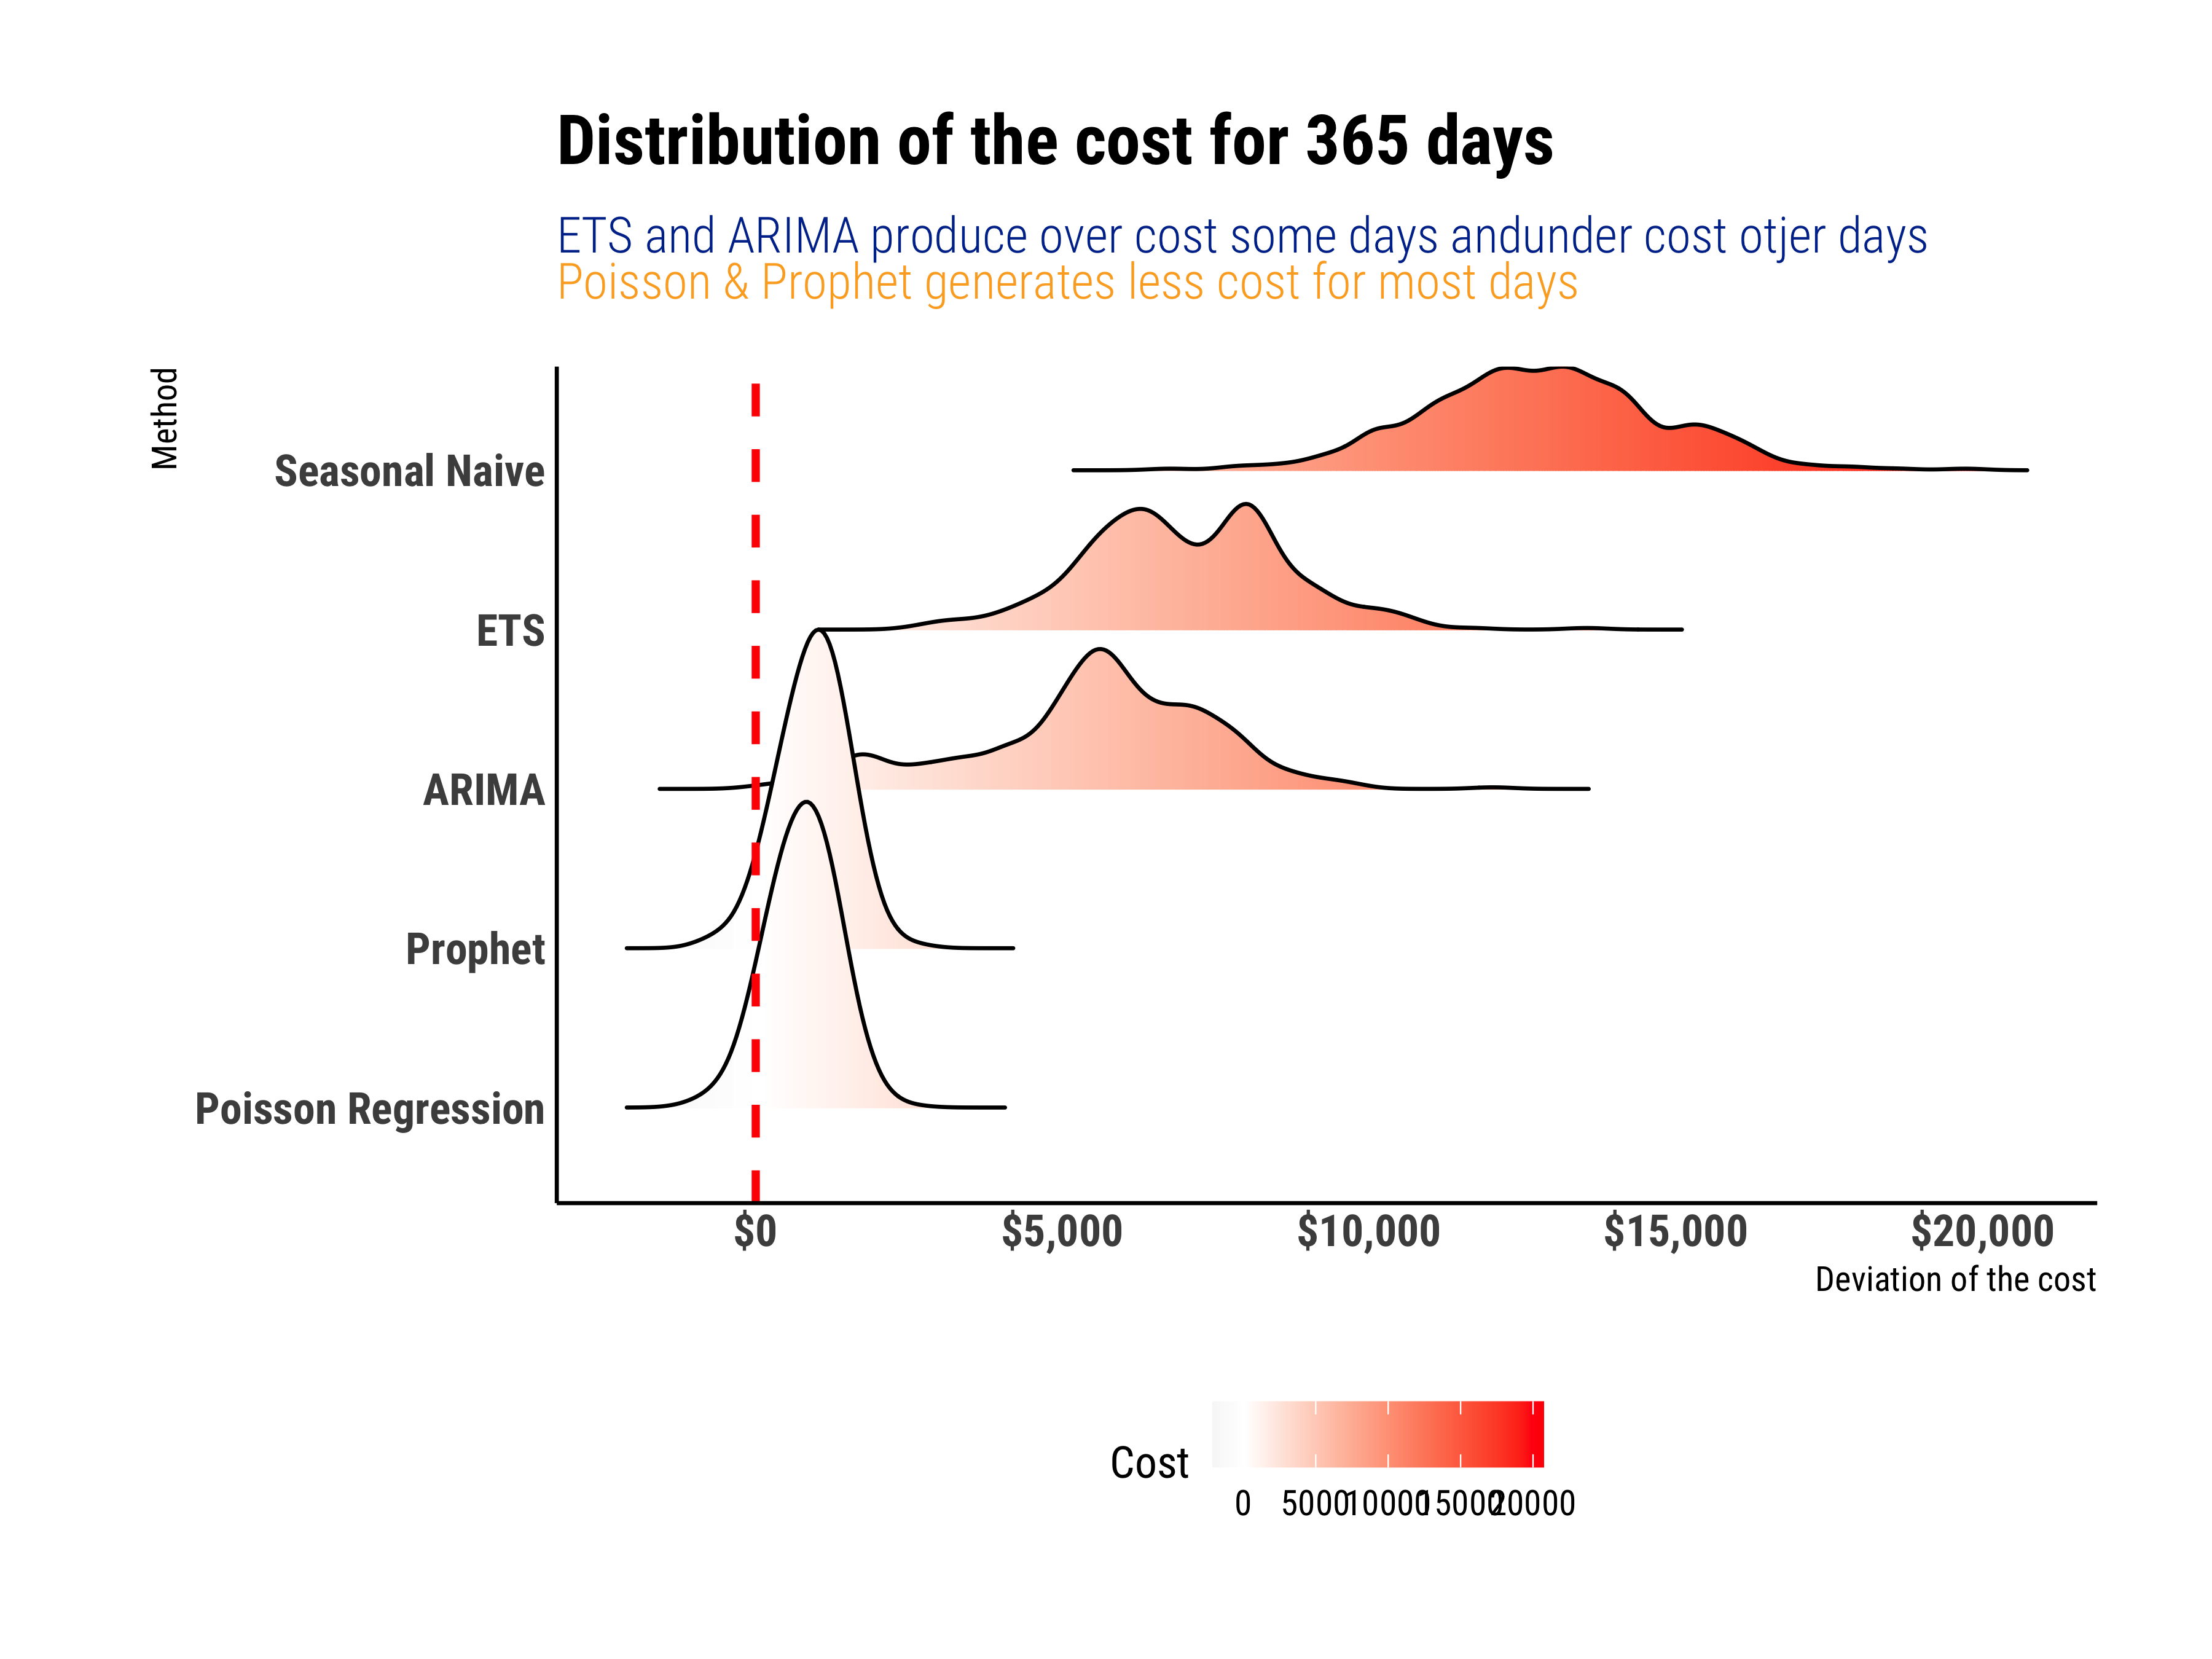 Distribution of the cost for 365 days
ETS and ARIMA produce over cost some days andunder cost otjer days
Poisson & Prophet generates less cost for most days
Method
Seasonal Naive
ETS
ARIMA
Prophet
Poisson Regression
$0 $5,000 $10,000 $15,000 $20,000
Deviation of the cost
Cost
0 5000 10000 15000 20000